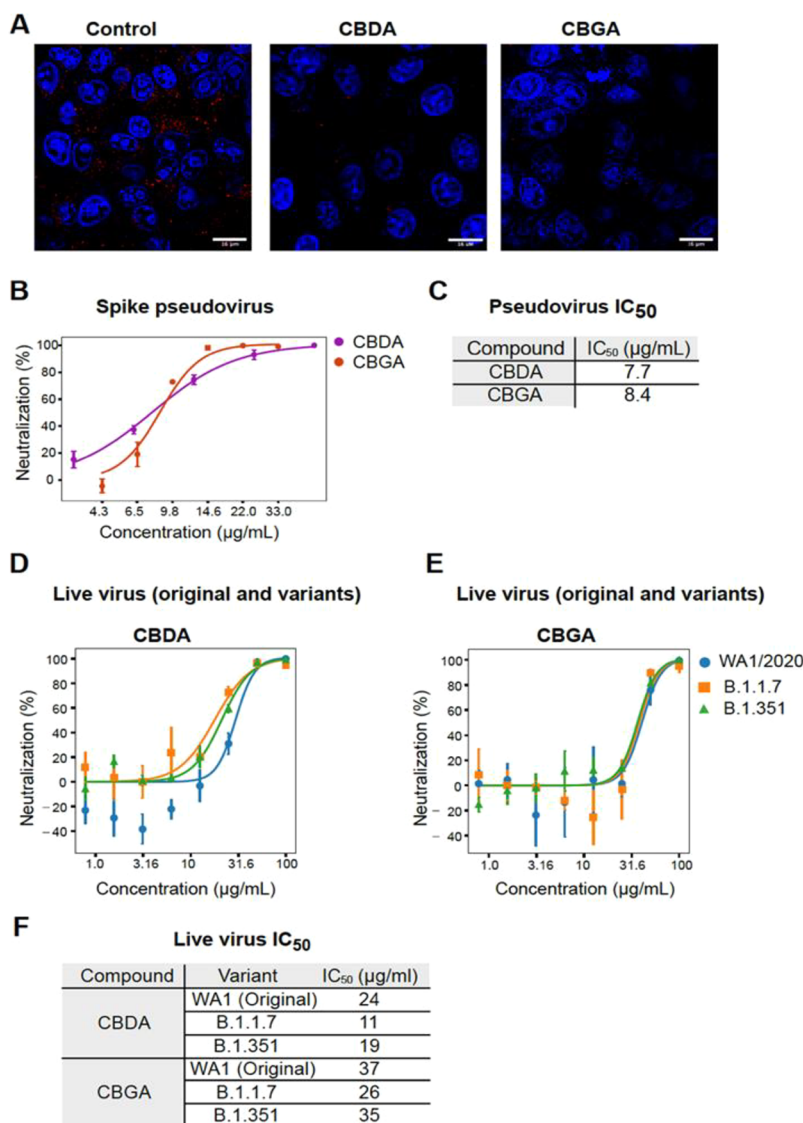 A
Control
CBDA
CBGA
16 µm
16 µm
16 µm
B
Spike pseudovirus
Neutralization (%)
100
80
60
40
20
0
4.3 6.5 9.8 14.6 22.0 33.0
Concentration (µg/mL)
CBDA
CBGA
C
Pseudovirus IC50
Compound IC50 (µg/mL)
CBDA 7.7
CBGA 8.4
D
Live virus (original and variants)
CBDA
Neutralization (%)
100
80
60
40
20
0
– 20
– 40
1.0 3.16 10 31.6 100
Concentration (µg/mL)
E
Live virus (original and variants)
CBGA
Neutralization (%)
100
80
60
40
20
0
– 20
– 40
1.0 3.16 10 31.6 100
Concentration (µg/mL)
WA1/2020
B.1.1.7
B.1.351
F
Live virus IC50
Compound Variant IC50 (µg/ml)
CBDA
WA1 (Original) 24
B.1.1.7 11
B.1.351 19
CBGA
WA1 (Original) 37
B.1.1.7 26
B.1.351 35